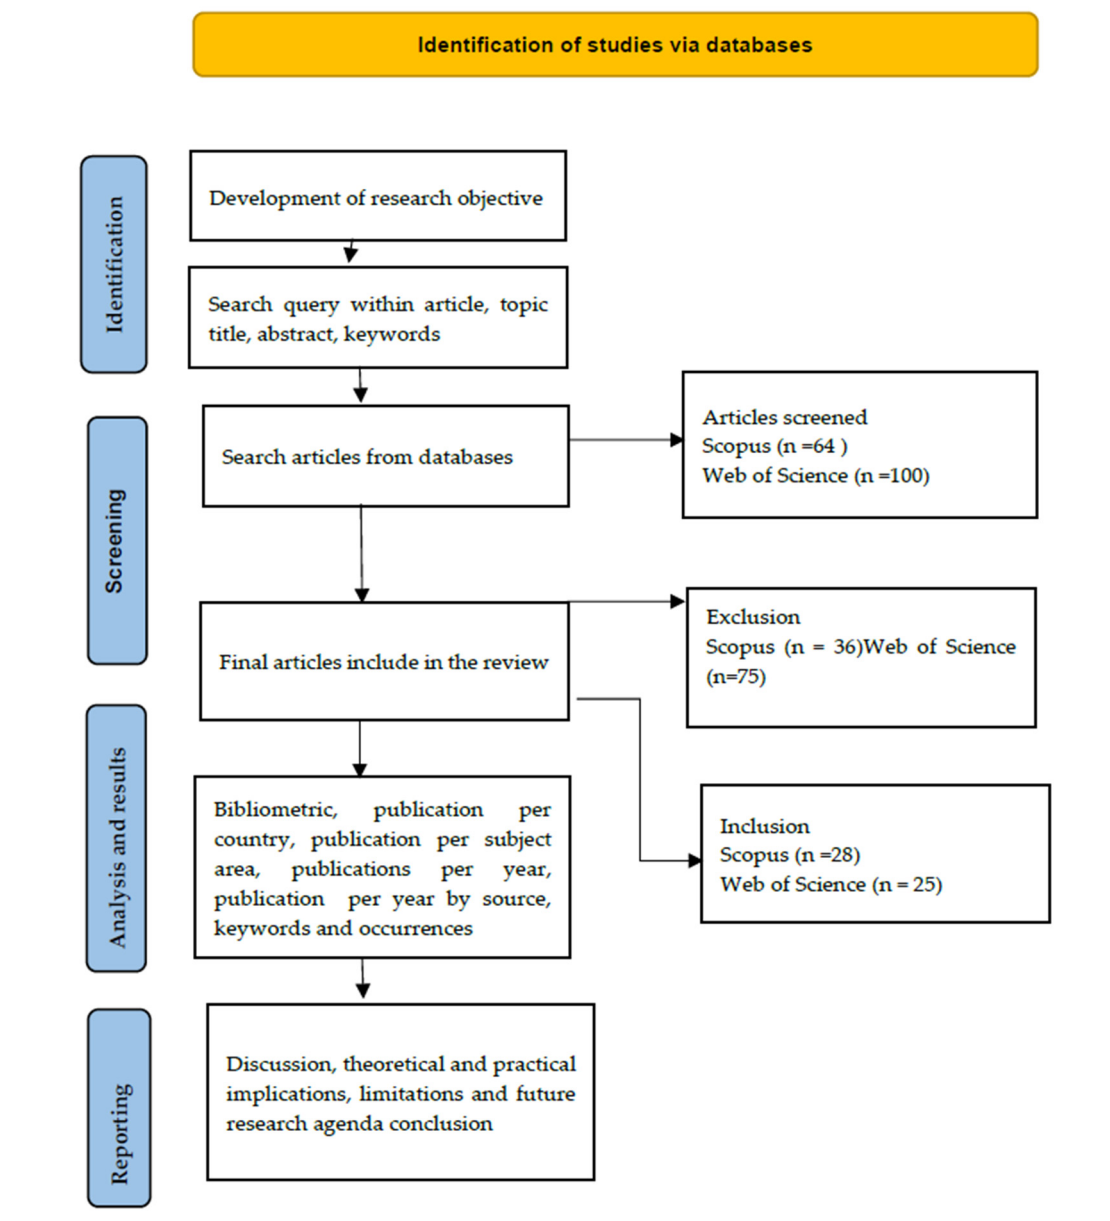 Identification of studies via databases
Identification
Development of research objective
Search query within article, topic
title, abstract, keywords
Screening
Search articles from databases
Articles screened
Scopus (n =64 )
Web of Science (n =100)
Final articles include in the review
Exclusion
Scopus (n = 36)Web of Science
(n=75)
Inclusion
Scopus (n =28)
Web of Science (n = 25)
Analysis and results
Bibliometric, publication per
country, publication per subject
area, publications per year,
publication per year by source,
keywords and occurrences
Reporting
Discussion, theoretical and practical
implications, limitations and future
research agenda conclusion